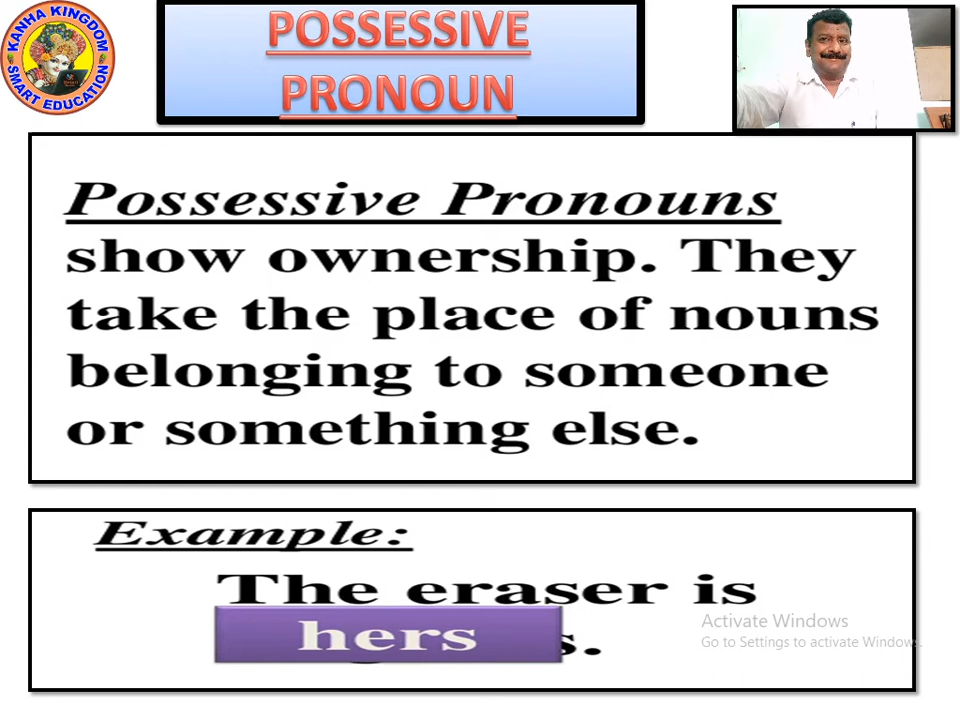 KANHA KINGDOM
SMART EDUCATION
POSSESSIVE
PRONOUN
Possessive Pronouns
show ownership. They
take the place of nouns
belonging to someone
or something else.
Example:
The eraser is
hers s.
Activate Windows
Go to Settings to activate Windows.